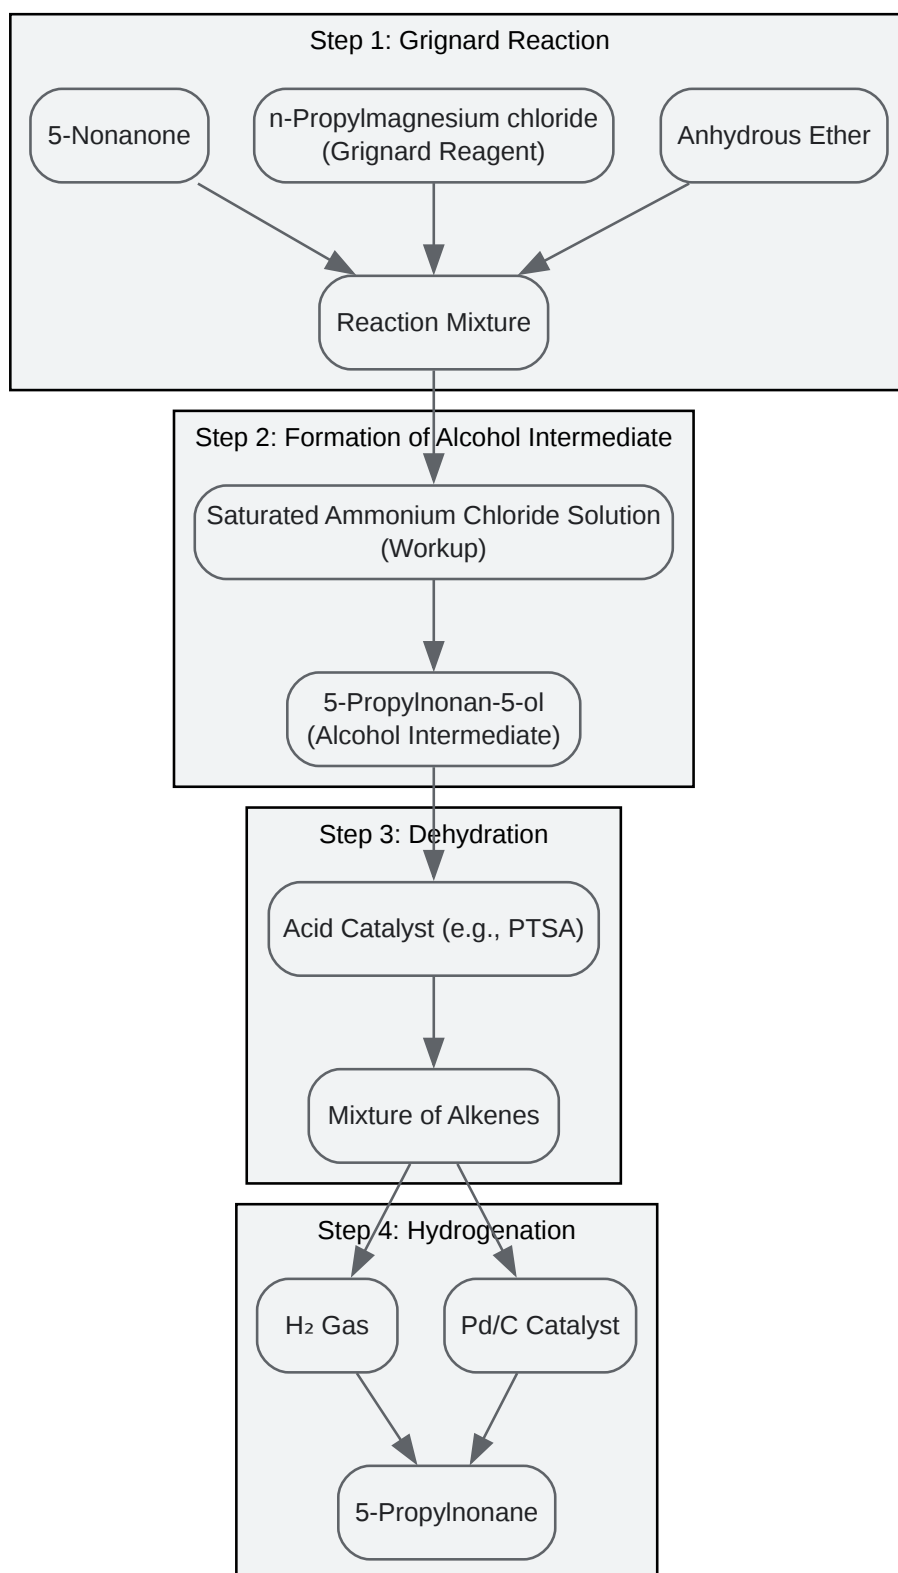 Step 1: Grignard Reaction
5-Nonanone
n-Propylmagnesium chloride
(Grignard Reagent)
Anhydrous Ether
Reaction Mixture
Step 2: Formation of Alcohol Intermediate
Saturated Ammonium Chloride Solution
(Workup)
5-Propylnonan-5-ol
(Alcohol Intermediate)
Step 3: Dehydration
Acid Catalyst (e.g., PTSA)
Mixture of Alkenes
Step 4: Hydrogenation
H₂ Gas
Pd/C Catalyst
5-Propylnonane